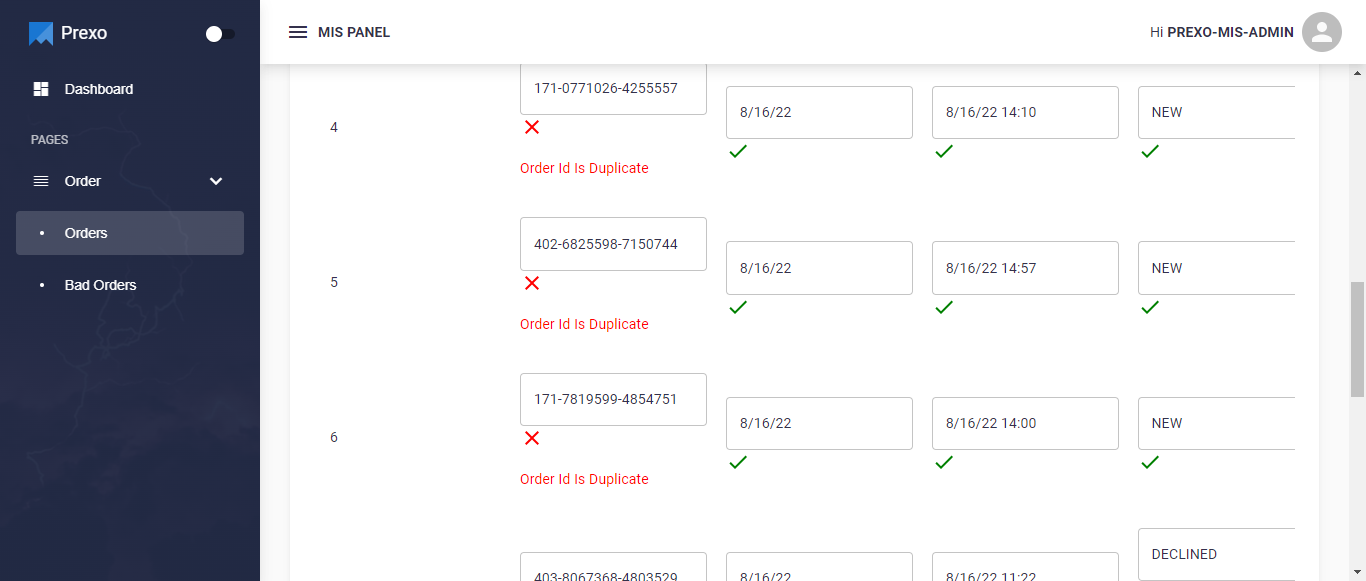 Prexo
MIS PANEL
Hi PREXO-MIS-ADMIN
Dashboard
PAGES
Order
Orders
Bad Orders
4
171-0771026-4255557
8/16/22
8/16/22 14:10
NEW
Order Id Is Duplicate
5
402-6825598-7150744
8/16/22
8/16/22 14:57
NEW
Order Id Is Duplicate
6
171-7819599-4854751
8/16/22
8/16/22 14:00
NEW
Order Id Is Duplicate
403-8067368-4803529
8/16/22
8/16/22 11:22
DECLINED